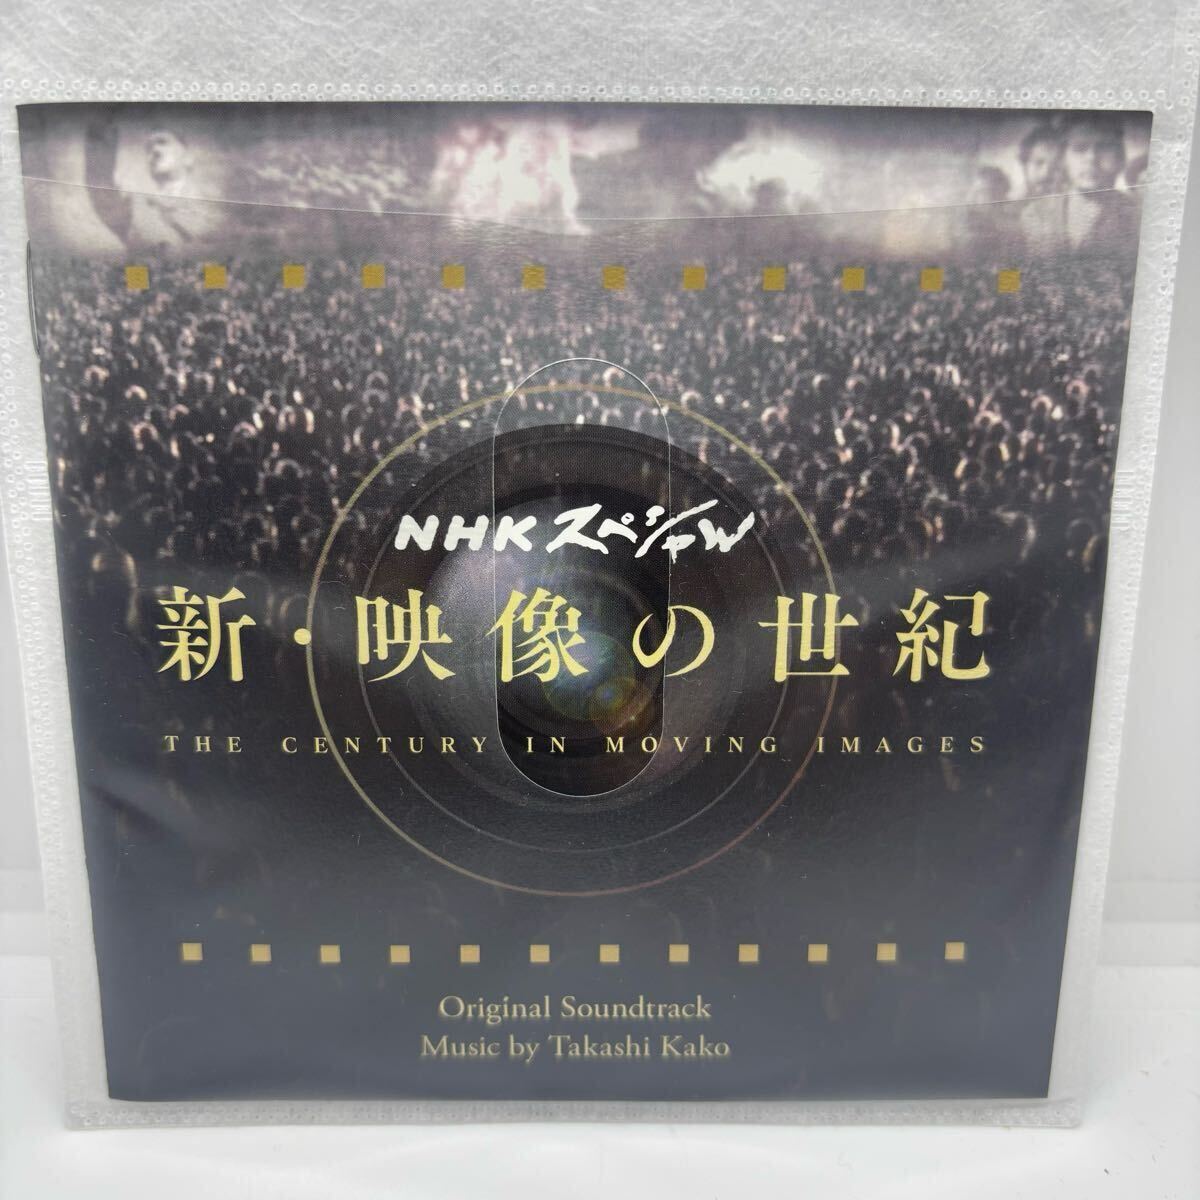 NHKスペシャル
新・映像の世紀
THE CENTURY IN MOVING IMAGES
Original Soundtrack
Music by Takashi Kako